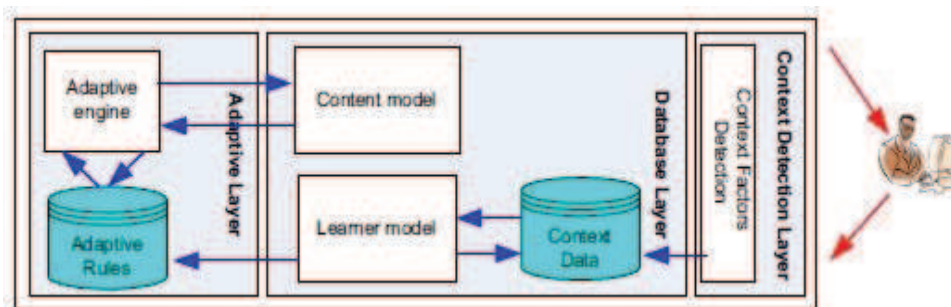 Adaptive
engine
Adaptive
Rules
Adaptive Layer
Content model
Learner model
Context
Data
Database Layer
Context Factors
Detection
Context Detection Layer